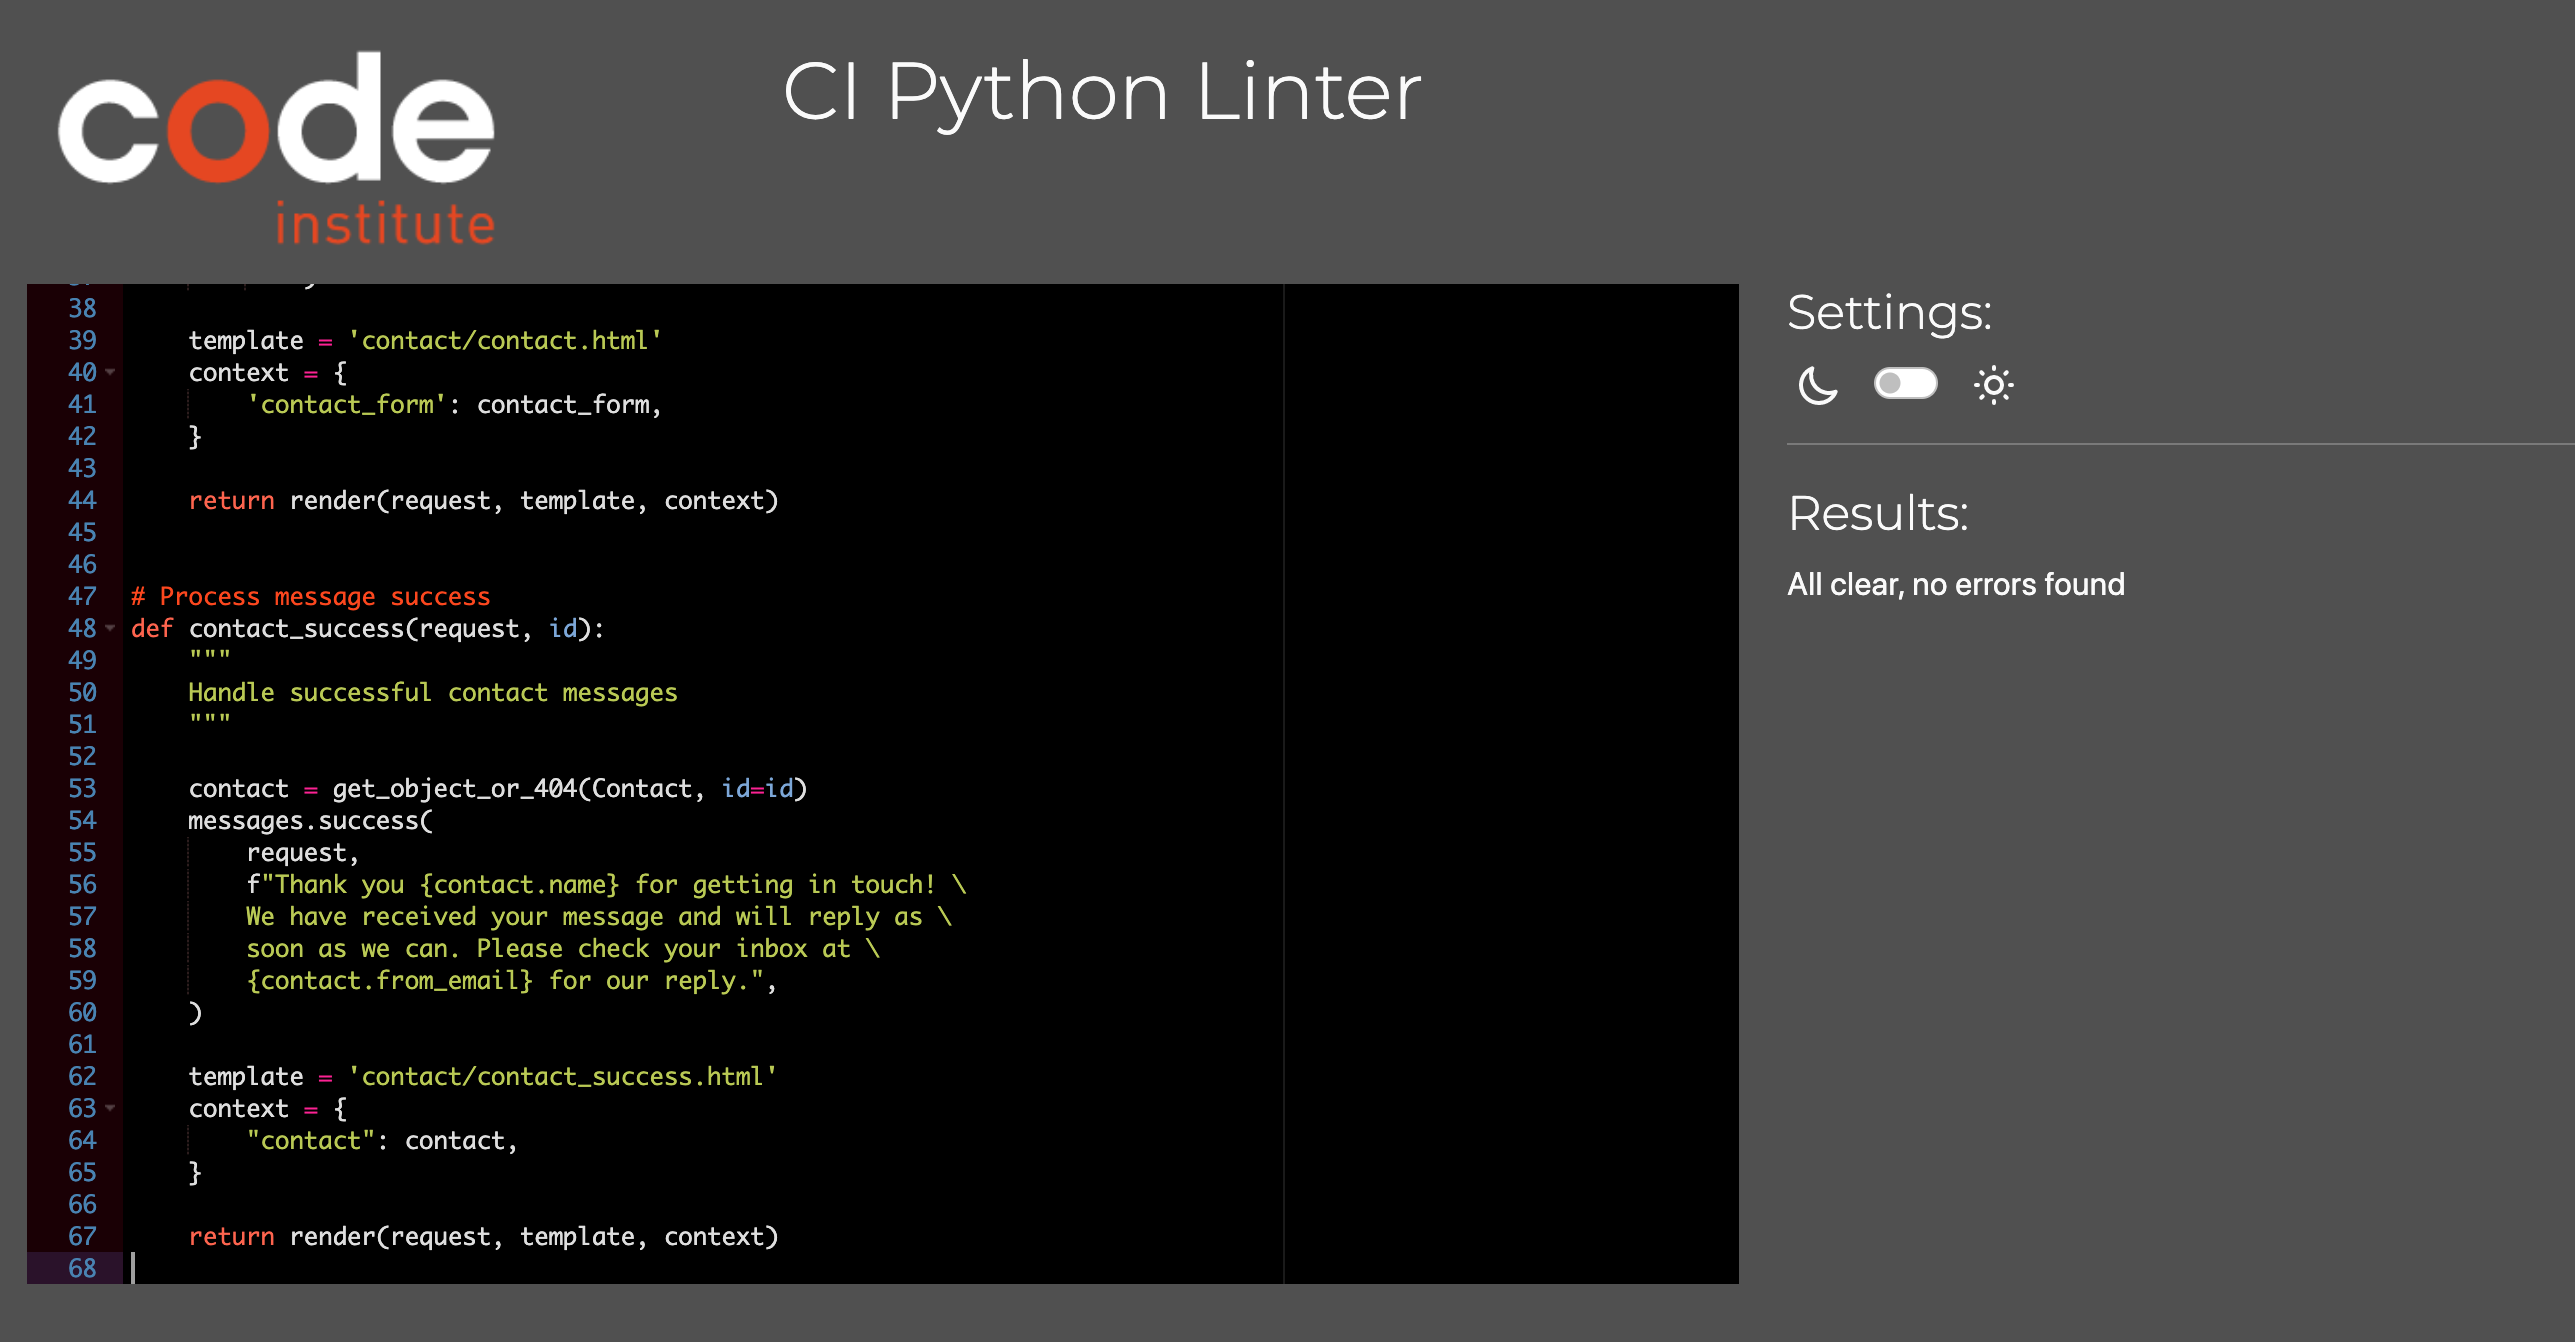 code
institute
CI Python Linter
38
39     template = 'contact/contact.html'
40     context = {
41         'contact_form': contact_form,
42     }
43
44     return render(request, template, context)
45
46
47 # Process message success
48 def contact_success(request, id):
49     """
50     Handle successful contact messages
51     """
52
53     contact = get_object_or_404(Contact, id=id)
54     messages.success(
55         request,
56         f"Thank you {contact.name} for getting in touch! \
57         We have received your message and will reply as \
58         soon as we can. Please check your inbox at \
59         {contact.from_email} for our reply.",
60     )
61
62     template = 'contact/contact_success.html'
63     context = {
64         "contact": contact,
65     }
66
67     return render(request, template, context)
68
Settings:
Results:
All clear, no errors found